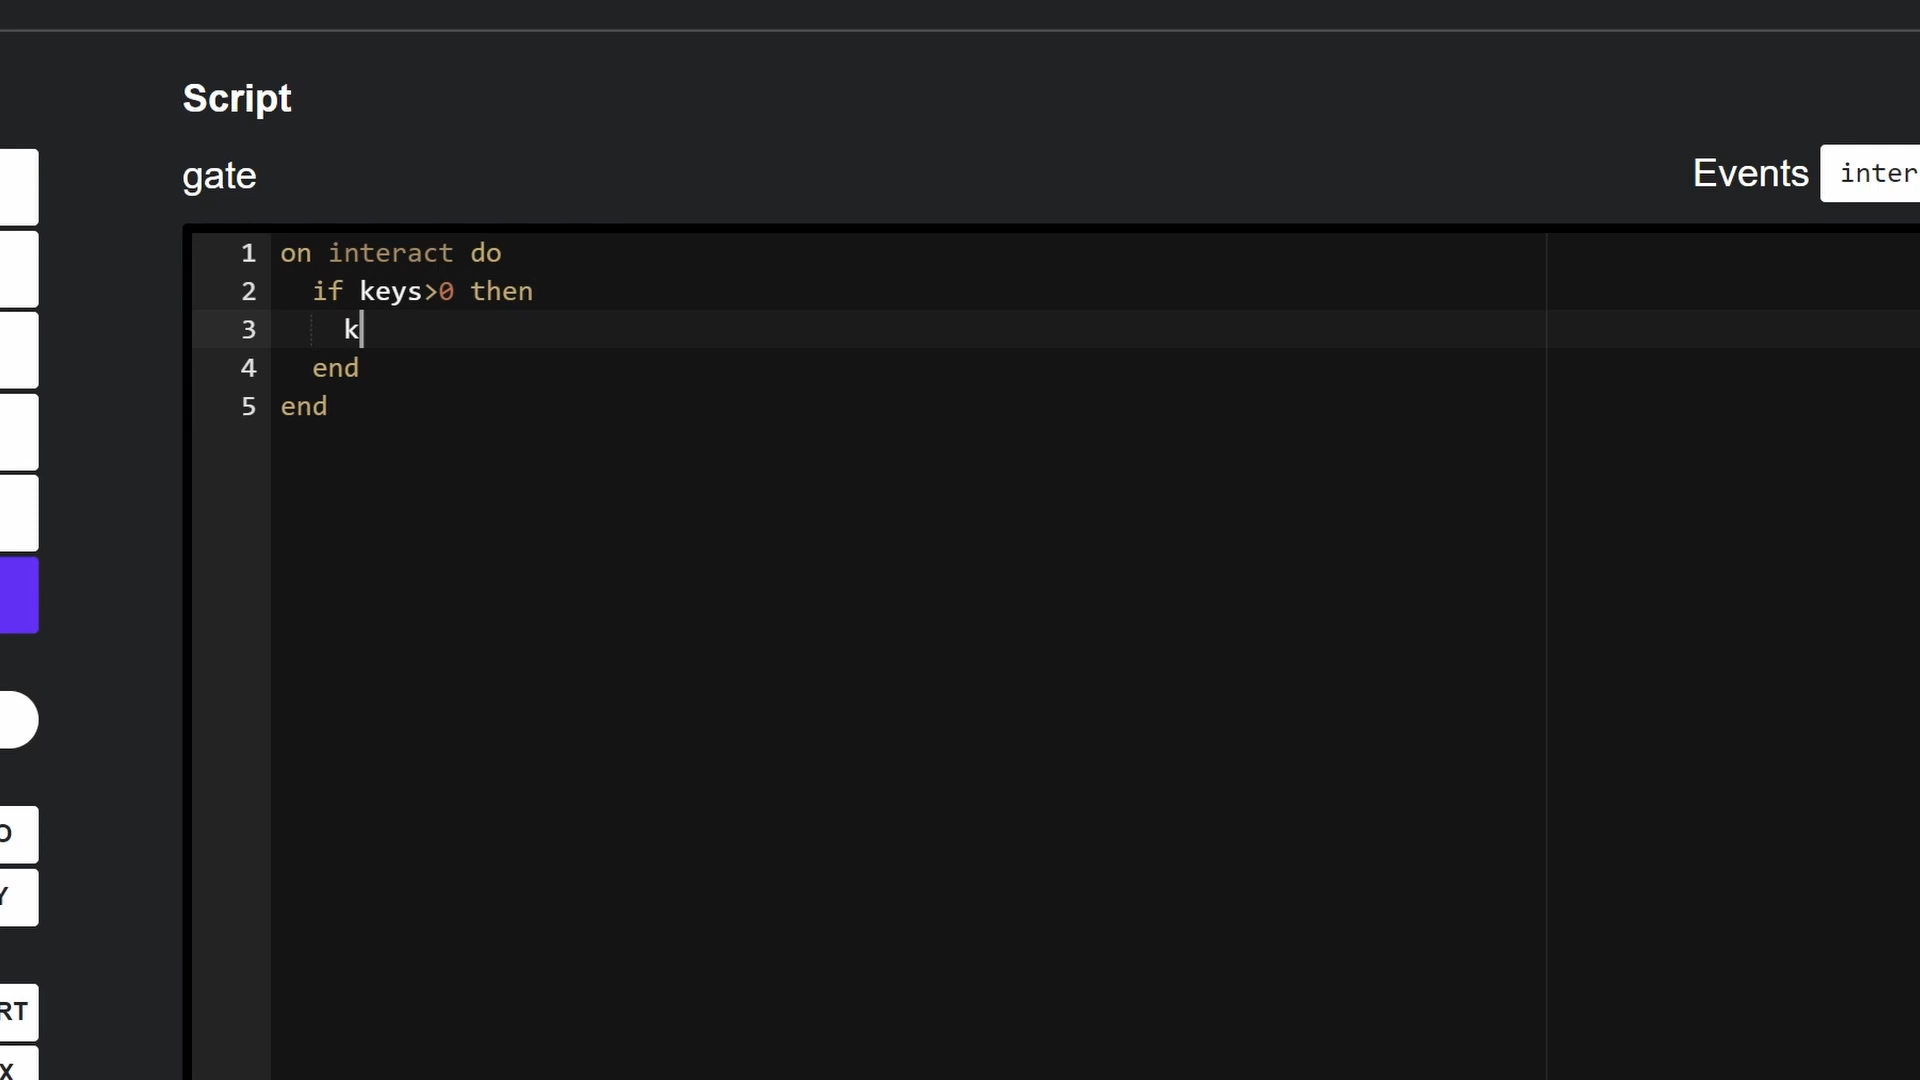 Script
gate
Events inter
1 on interact do
2 if keys>0 then
3 k
4 end
5 end
O
Y
RT
X